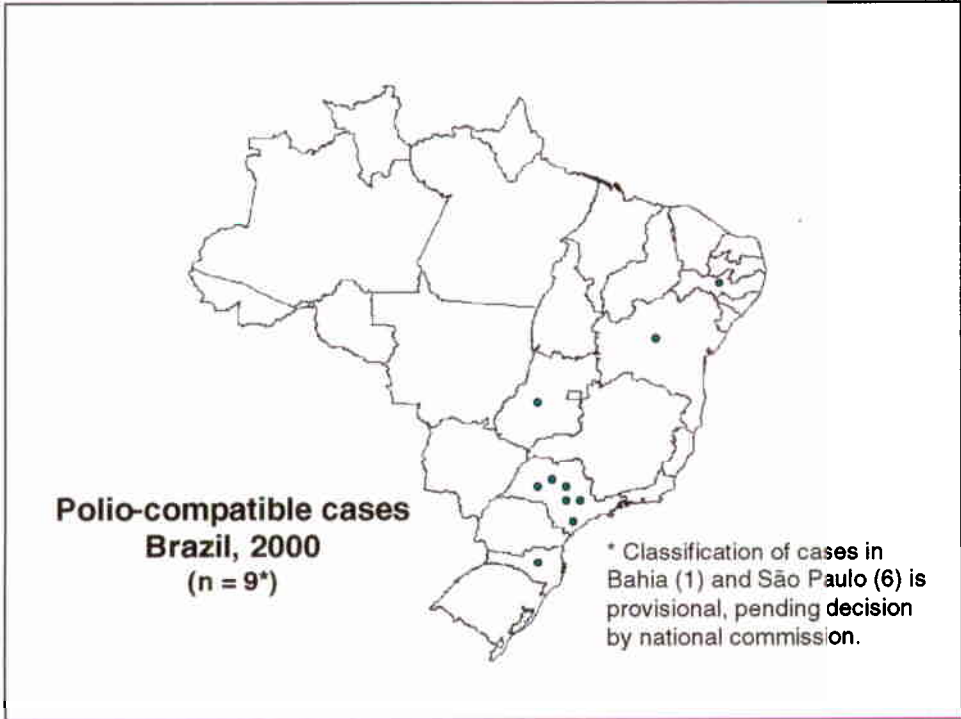 Polio-compatible cases
Brazil, 2000
(n = 9*)
* Classification of cases in
Bahia (1) and São Paulo (6) is
provisional, pending decision
by national commission.